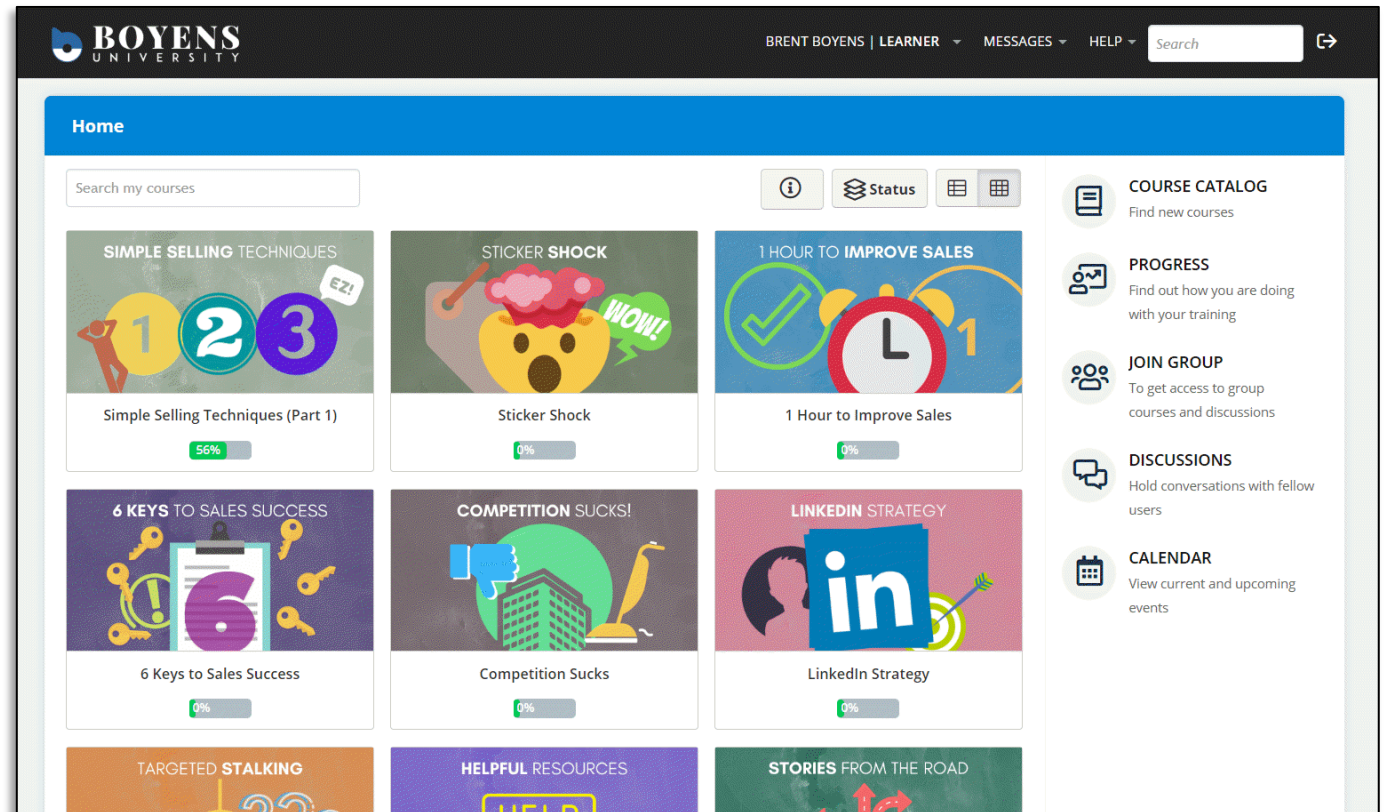 BOYENS
UNIVERSITY
BRENT BOYENS | LEARNER
MESSAGES
HELP
Search
Home
Search my courses
Status
COURSE CATALOG
Find new courses
PROGRESS
Find out how you are doing
with your training
JOIN GROUP
To get access to group
courses and discussions
DISCUSSIONS
Hold conversations with fellow
users
CALENDAR
View current and upcoming
events
SIMPLE SELLING TECHNIQUES
EZ!
1 2 3
Simple Selling Techniques (Part 1)
56%
STICKER SHOCK
WOW!
Sticker Shock
0%
1 HOUR TO IMPROVE SALES
1
1 Hour to Improve Sales
0%
6 KEYS TO SALES SUCCESS
6
6 Keys to Sales Success
0%
COMPETITION SUCKS!
Competition Sucks
0%
LINKEDIN STRATEGY
in
LinkedIn Strategy
0%
TARGETED STALKING
HELPFUL RESOURCES
HELP
STORIES FROM THE ROAD